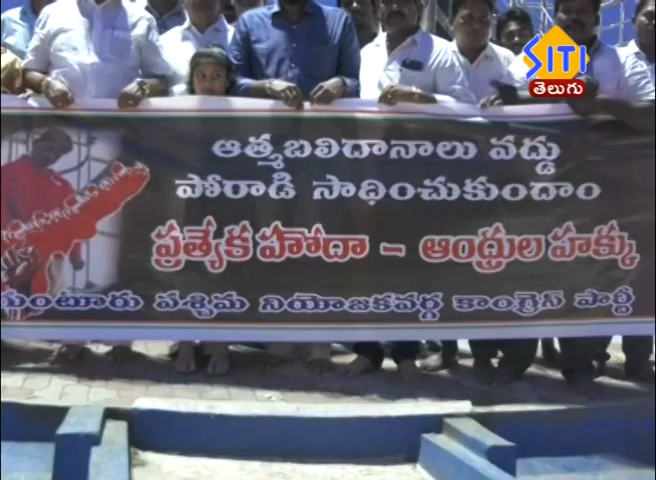 SITI
తెలుగు
ఆత్మబలిదానాలు వద్దు
పోరాడి సాధించుకుందాం
ప్రత్యేక హోదా - ఆంధ్రుల హక్కు
గుంటూరు పశ్చిమ నియోజకవర్గ కాంగ్రెస్ పార్టీ